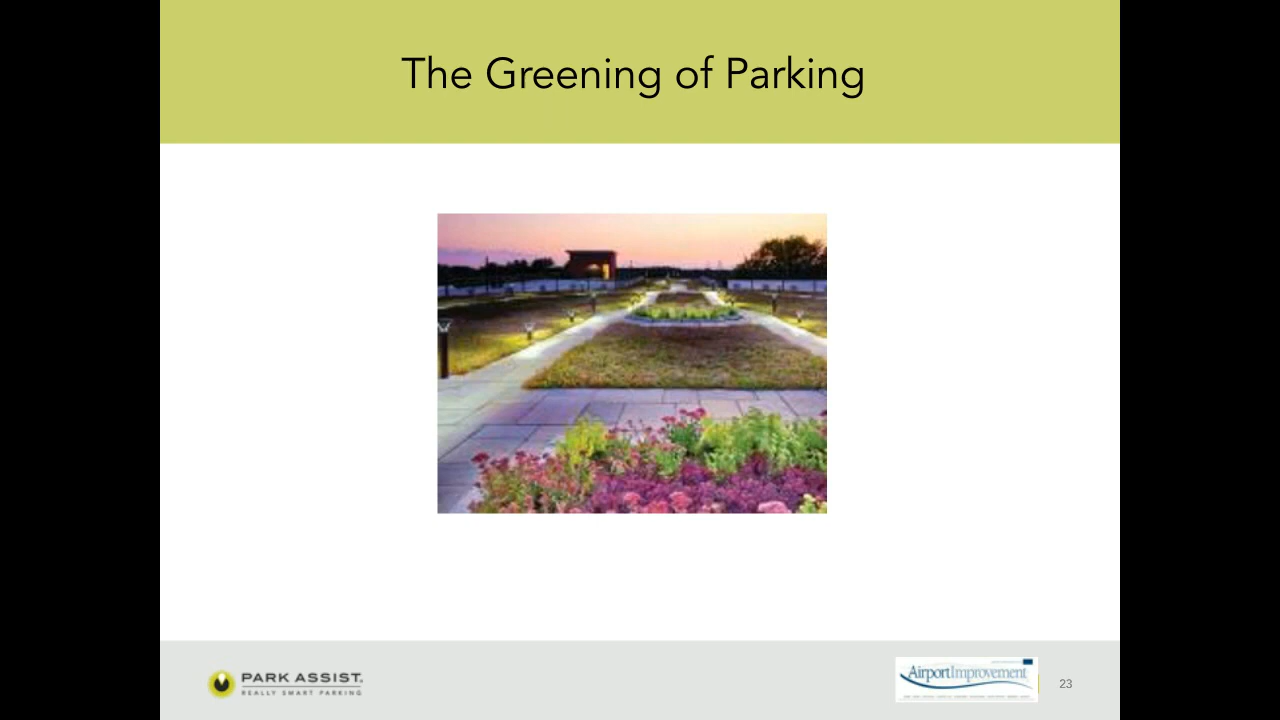 The Greening of Parking
PARK ASSIST.
REALLY SMART PARKING
AirportImprovement
23